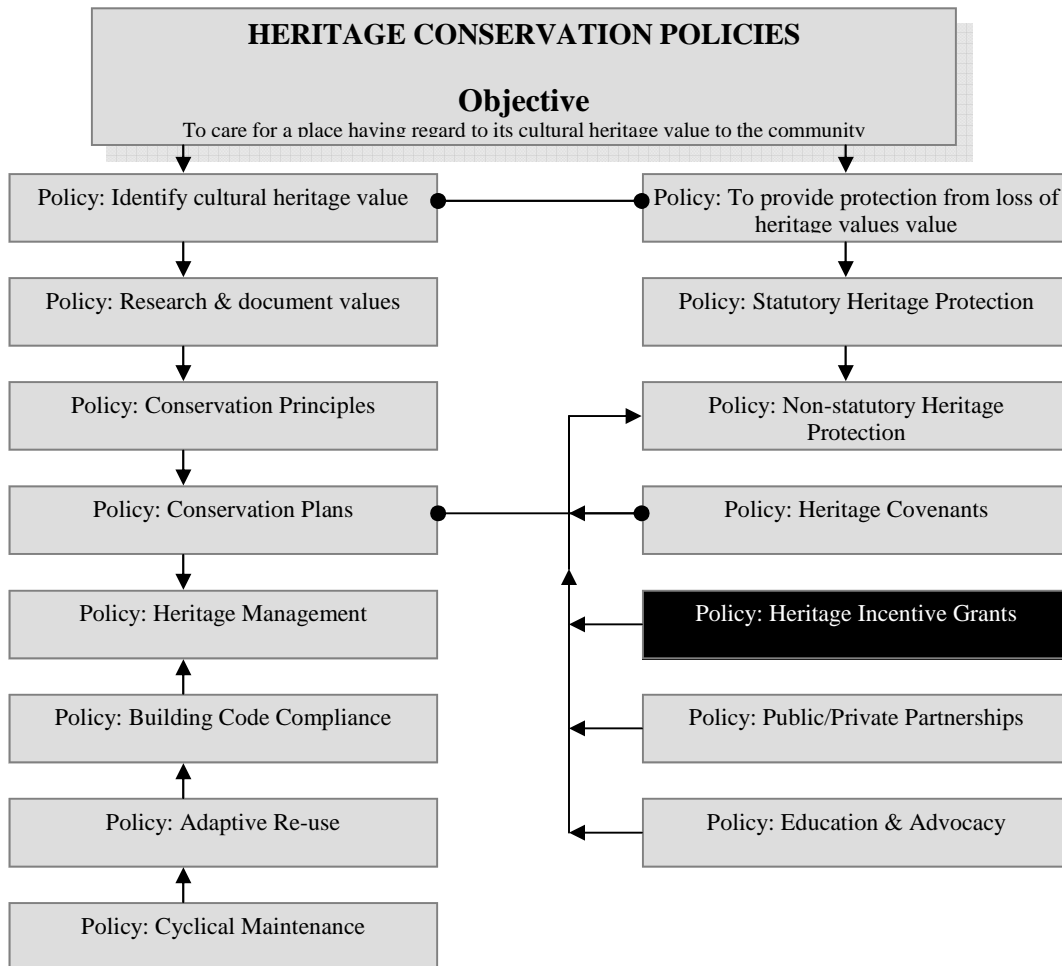 HERITAGE CONSERVATION POLICIES
Objective
To care for a place having regard to its cultural heritage value to the community
Policy: Identify cultural heritage value
Policy: Research & document values
Policy: Conservation Principles
Policy: Conservation Plans
Policy: Heritage Management
Policy: Building Code Compliance
Policy: Adaptive Re-use
Policy: Cyclical Maintenance
Policy: To provide protection from loss of
heritage values value
Policy: Statutory Heritage Protection
Policy: Non-statutory Heritage
Protection
Policy: Heritage Covenants
Policy: Heritage Incentive Grants
Policy: Public/Private Partnerships
Policy: Education & Advocacy